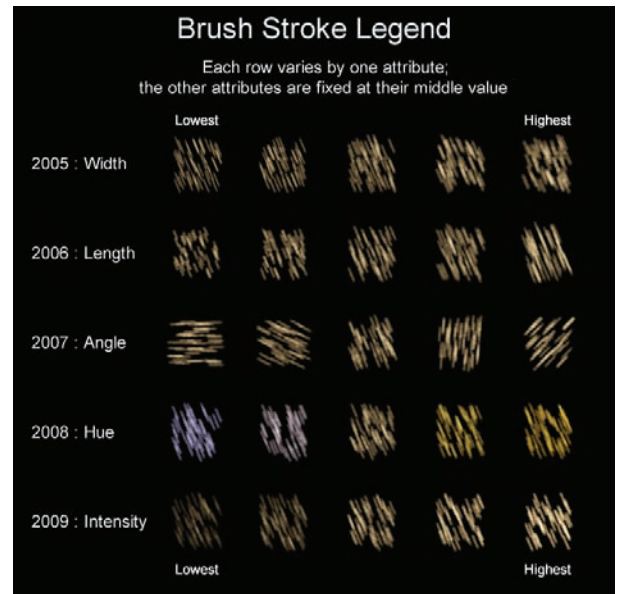 Brush Stroke Legend
Each row varies by one attribute;
the other attributes are fixed at their middle value
Lowest Highest
2005 : Width
2006 : Length
2007 : Angle
2008 : Hue
2009 : Intensity
Lowest Highest